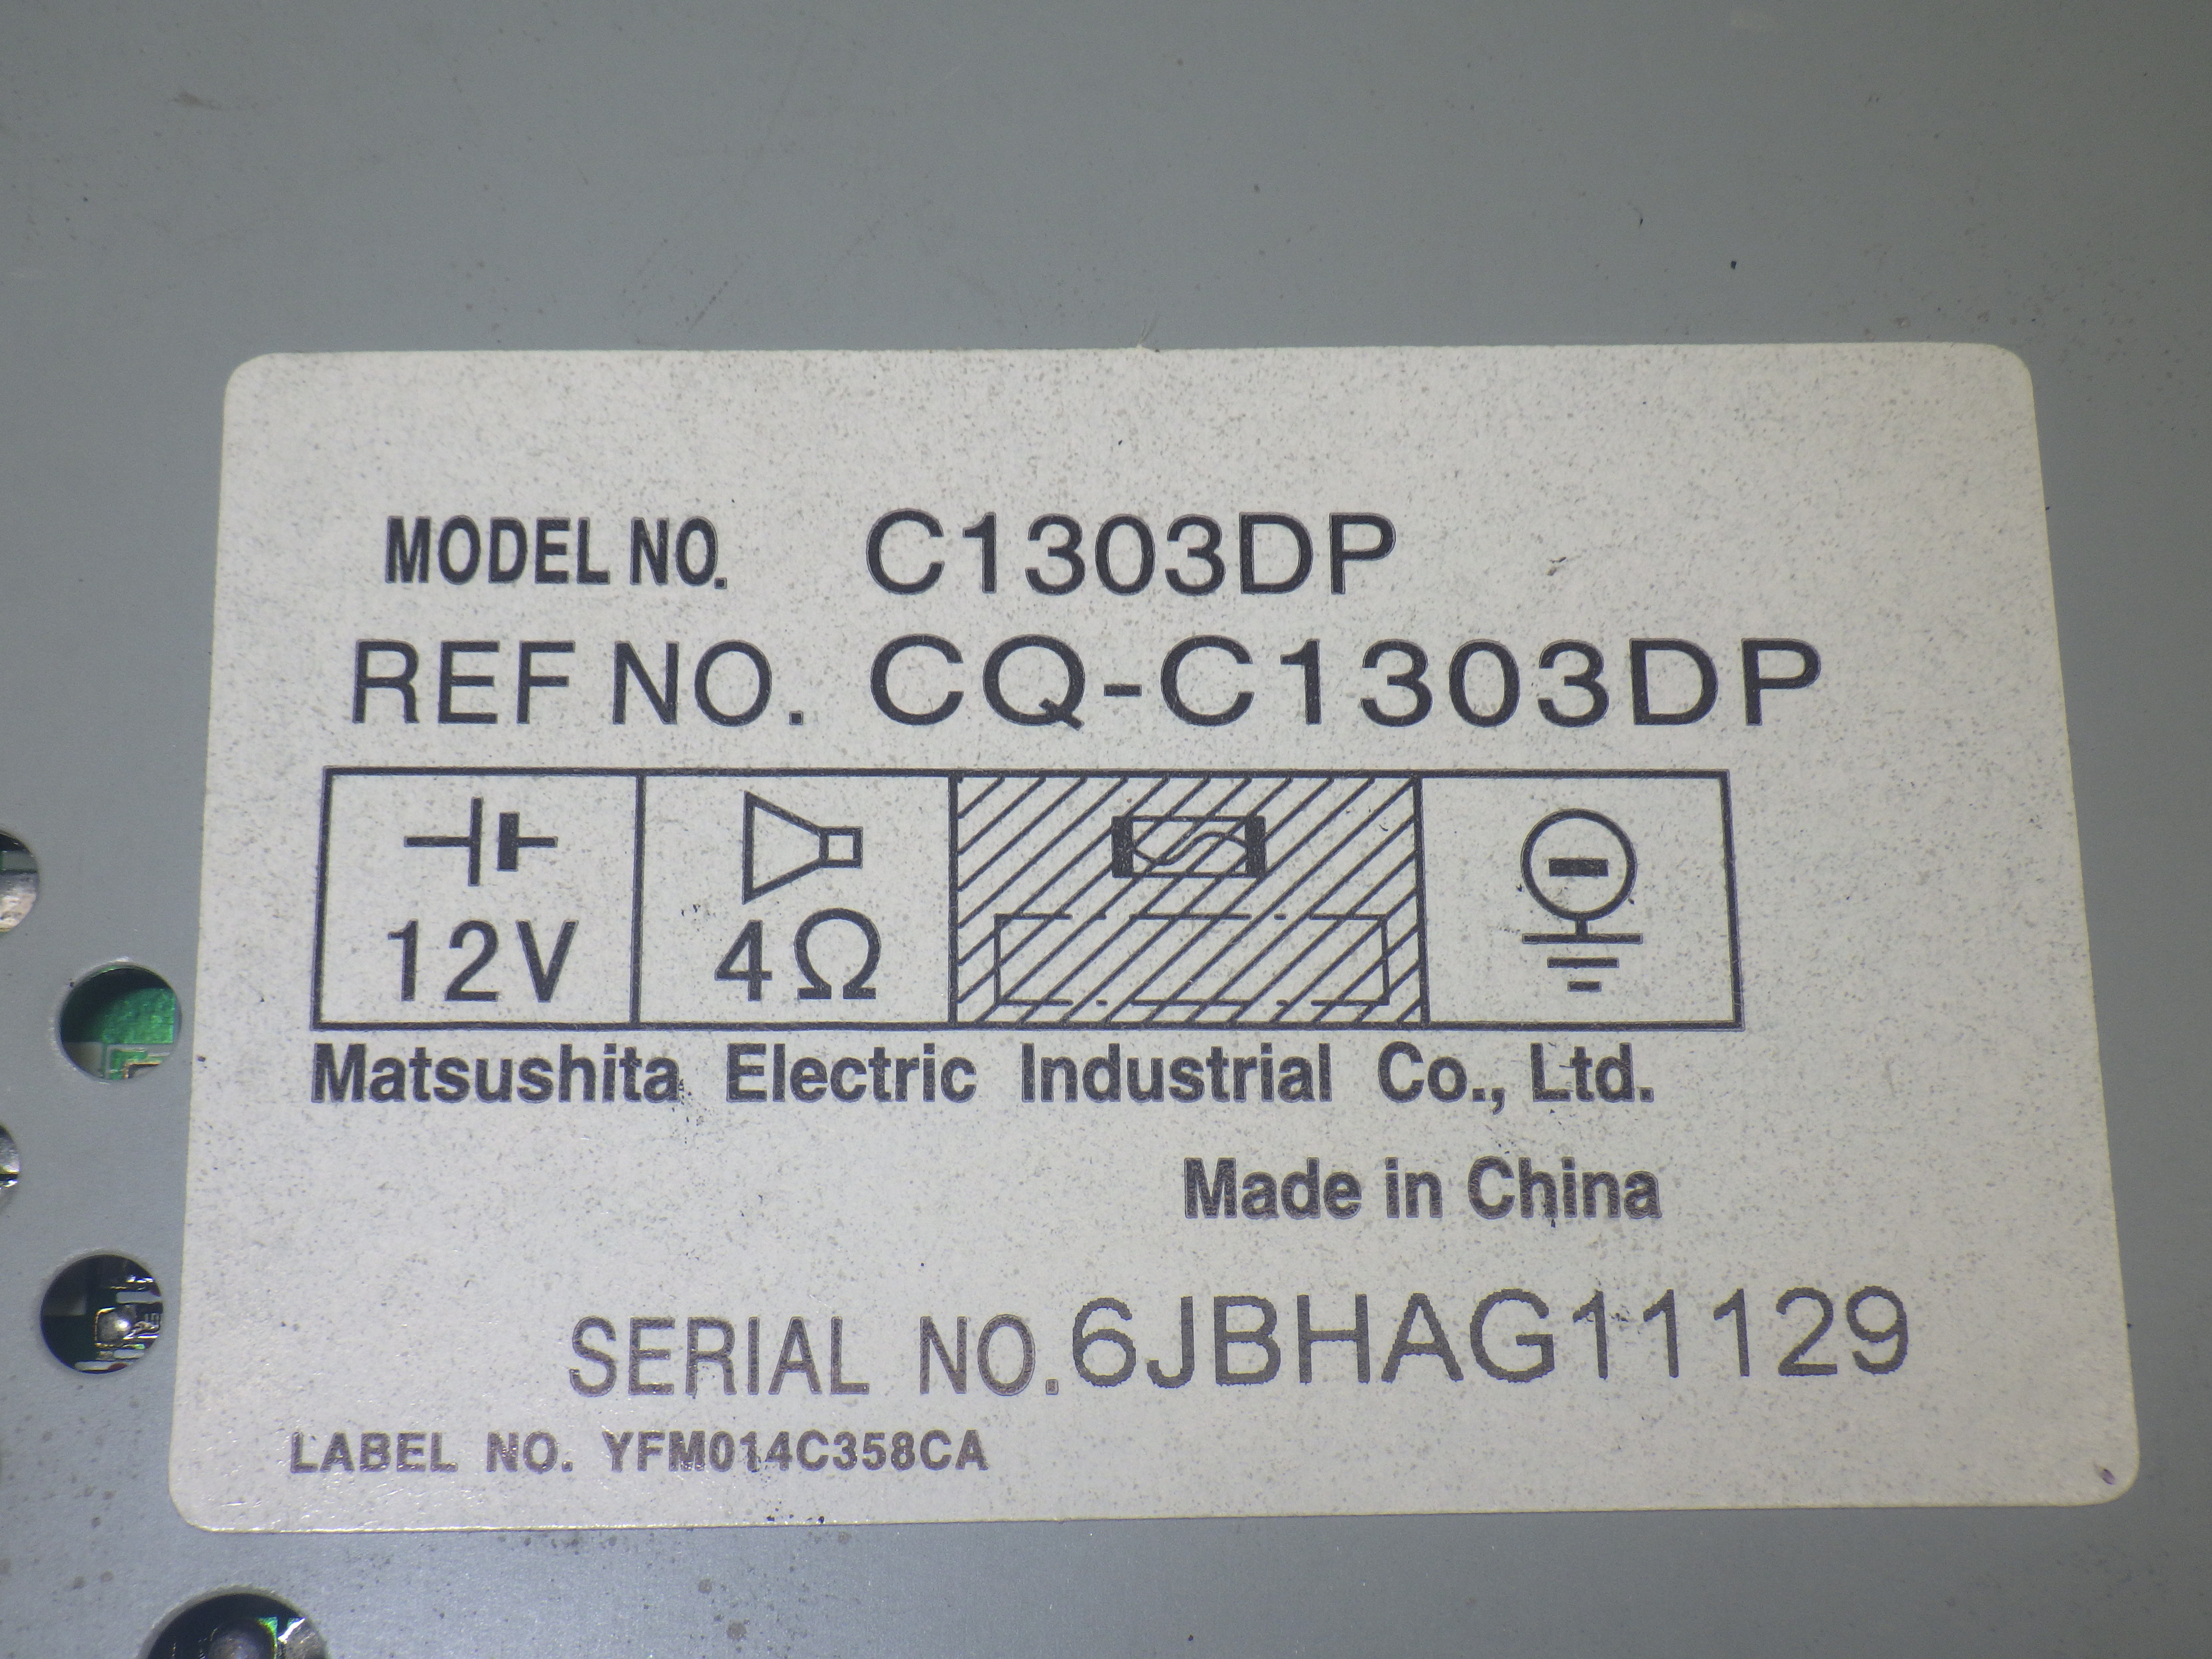 MODEL NO. C1303DP
REF NO. CQ-C1303DP
12V 4Ω
Matsushita Electric Industrial Co., Ltd.
Made in China
SERIAL NO. 6JBHAG11129
LABEL NO. YFM014C358CA